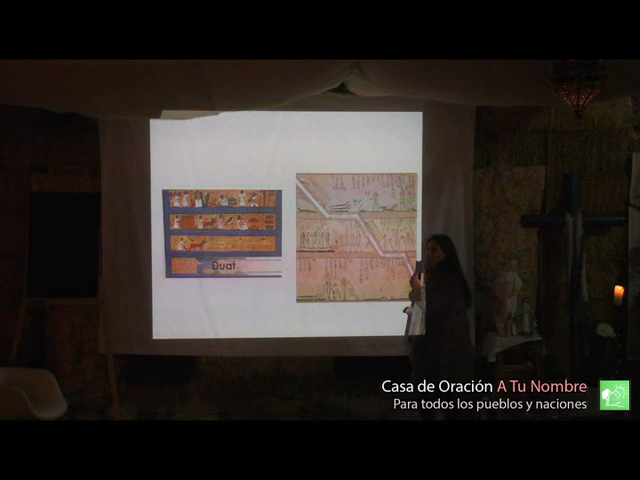 Duat
Casa de Oración A Tu Nombre
Para todos los pueblos y naciones